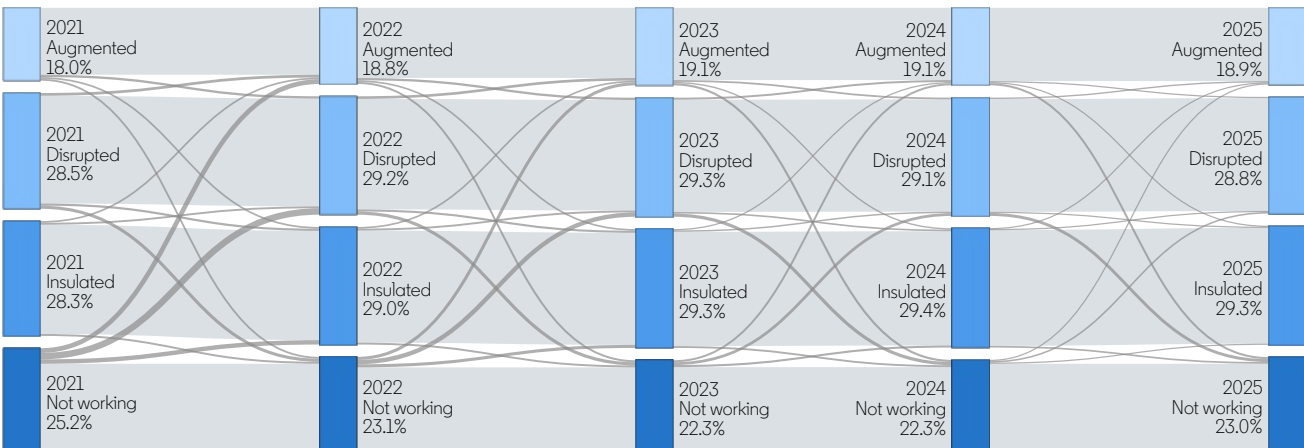 2021
Augmented
18.0%
2021
Disrupted
28.5%
2021
Insulated
28.3%
2021
Not working
25.2%
2022
Augmented
18.8%
2022
Disrupted
29.2%
2022
Insulated
29.0%
2022
Not working
23.1%
2023
Augmented
19.1%
2023
Disrupted
29.3%
2023
Insulated
29.3%
2023
Not working
22.3%
2024
Augmented
19.1%
2024
Disrupted
29.1%
2024
Insulated
29.4%
2024
Not working
22.3%
2025
Augmented
18.9%
2025
Disrupted
28.8%
2025
Insulated
29.3%
2025
Not working
23.0%